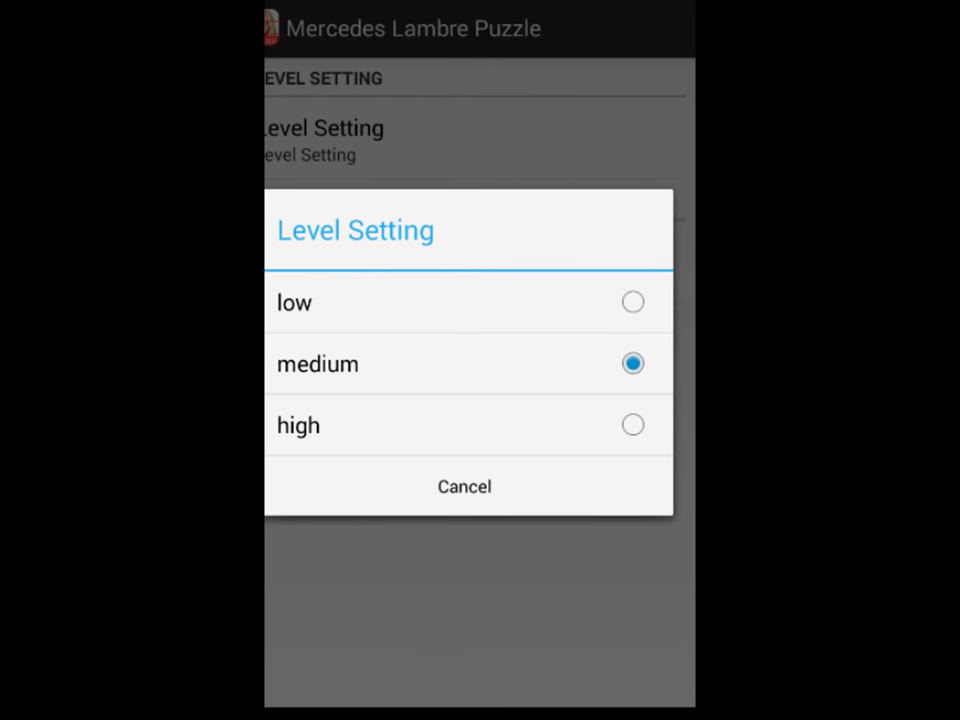 Mercedes Lambre Puzzle
EVEL SETTING
Level Setting
evel Setting
Level Setting
low
medium
high
Cancel